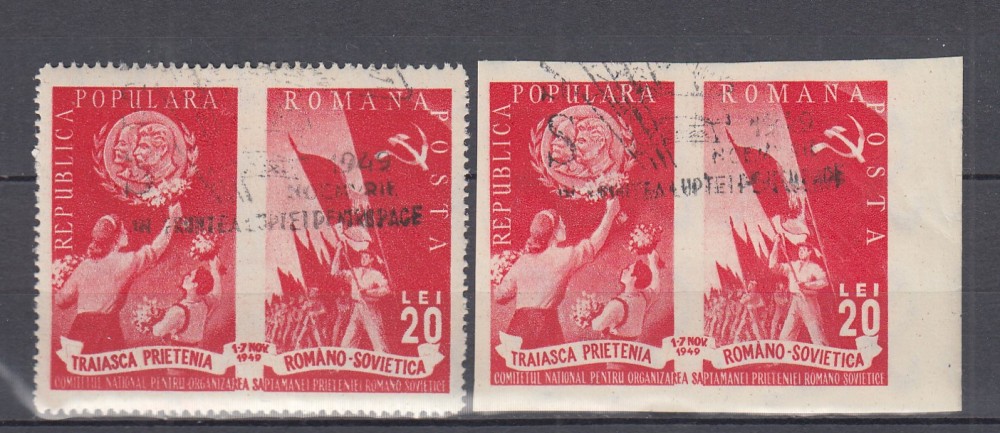 POPULARA ROMANA
REPUBLICA
POSTA
1949
NOEMVRIE
IN FRUNTEA LUPTEI PENTRU PACE
LEI
20
TRAIASCA PRIETENIA 1-7 NOV. 1949 ROMÂNO-SOVIETICA
COMITETUL NATIONAL PENTRU ORGANIZAREA SAPTAMANEI PRIETENIEI ROMANO SOVIETICE
POPULARA ROMANA
REPUBLICA
POSTA
LEI
20
TRAIASCA PRIETENIA 1-7 NOV. 1949 ROMÂNO-SOVIETICA
COMITETUL NATIONAL PENTRU ORGANIZAREA SAPTAMANEI PRIETENIEI ROMANO SOVIETICE